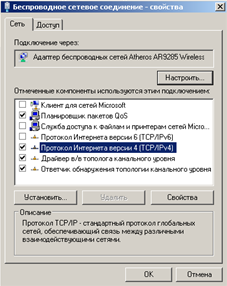 Беспроводное сетевое соединение - свойства
Сеть Доступ
Подключение через:
Адаптер беспроводных сетей Atheros AR9285 Wireless
Настроить...
Отмеченные компоненты используются этим подключением:
Клиент для сетей Microsoft
Планировщик пакетов QoS
Служба доступа к файлам и принтерам сетей Micro...
Протокол Интернета версии 6 (TCP/IPv6)
Протокол Интернета версии 4 (TCP/IPv4)
Драйвер в/в тополога канального уровня
Ответчик обнаружения топологии канального уровня
Установить... Удалить Свойства
Описание
Протокол TCP/IP - стандартный протокол глобальных
сетей, обеспечивающий связь между различными
взаимодействующими сетями.
ОК Отмена